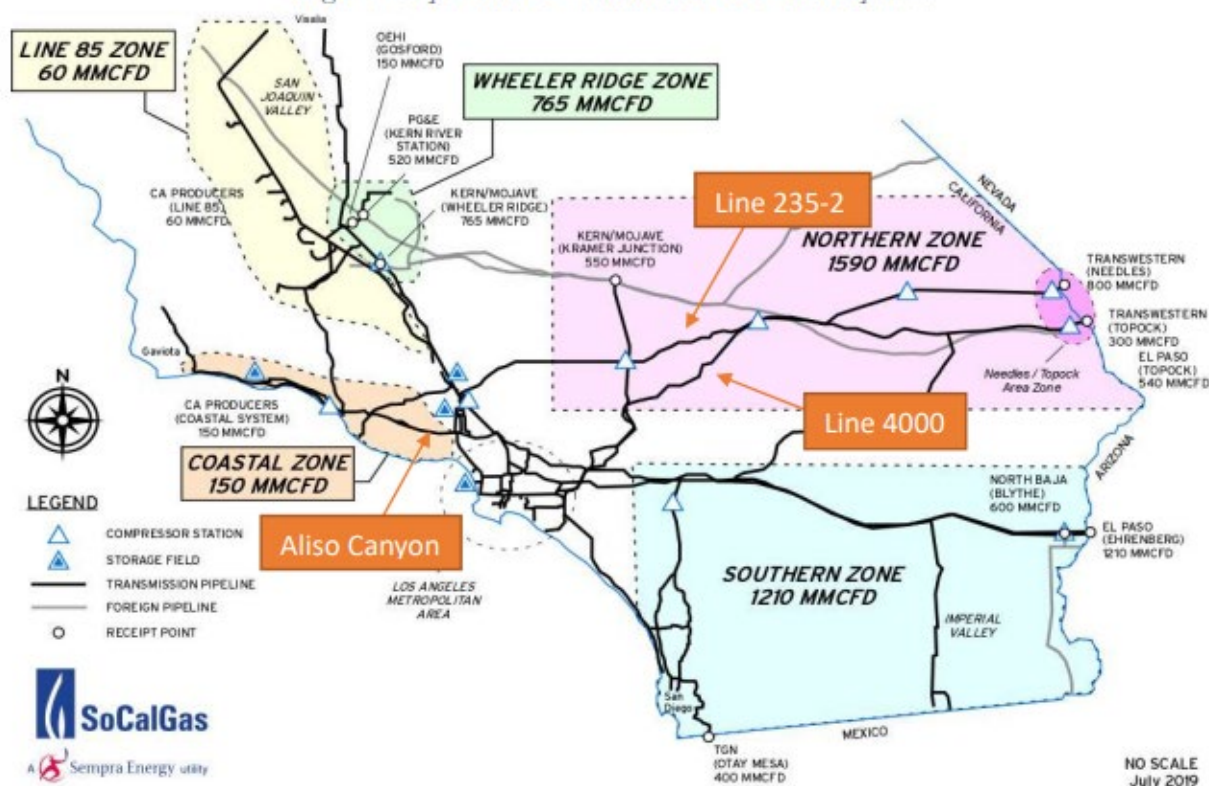 Visalia
LINE 85 ZONE
60 MMCFD
OEHI
(GOSFORD)
150 MMCFD
SAN
JOAQUIN
VALLEY
WHEELER RIDGE ZONE
765 MMCFD
PG&E
(KERN RIVER
STATION)
520 MMCFD
CA PRODUCERS
(LINE 85)
60 MMCFD
KERN/MOJAVE
(WHEELER RIDGE)
765 MMCFD
Line 235-2
NEVADA
CALIFORNIA
KERN/MOJAVE
(KRAMER JUNCTION)
550 MMCFD
NORTHERN ZONE
1590 MMCFD
TRANSWESTERN
(NEEDLES)
800 MMCFD
TRANSWESTERN
(TOPOCK)
300 MMCFD
EL PASO
(TOPOCK)
540 MMCFD
Needles / Topock
Area Zone
Gaviota
N
CA PRODUCERS
(COASTAL SYSTEM)
150 MMCFD
Line 4000
COASTAL ZONE
150 MMCFD
ARIZONA
NORTH BAJA
(BLYTHE)
600 MMCFD
EL PASO
(EHRENBERG)
1210 MMCFD
Aliso Canyon
LOS ANGELES
METROPOLITAN
AREA
SOUTHERN ZONE
1210 MMCFD
IMPERIAL
VALLEY
LEGEND
COMPRESSOR STATION
STORAGE FIELD
TRANSMISSION PIPELINE
FOREIGN PIPELINE
RECEIPT POINT
San
Diego
MEXICO
TGN
(OTAY MESA)
400 MMCFD
SoCalGas
A Sempra Energy utility
NO SCALE
July 2019